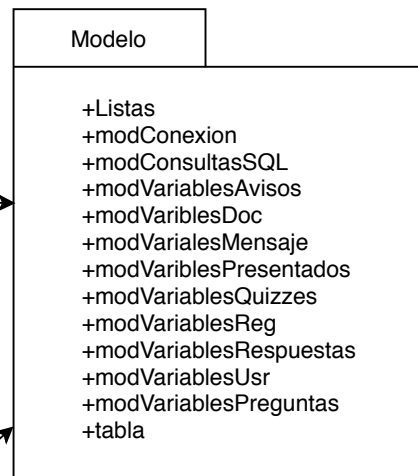 Modelo
+Listas
+modConexion
+modConsultasSQL
+modVariablesAvisos
+modVariblesDoc
+modVarialesMensaje
+modVariblesPresentados
+modVariablesQuizzes
+modVariablesReg
+modVariablesRespuestas
+modVariablesUsr
+modVariablesPreguntas
+tabla